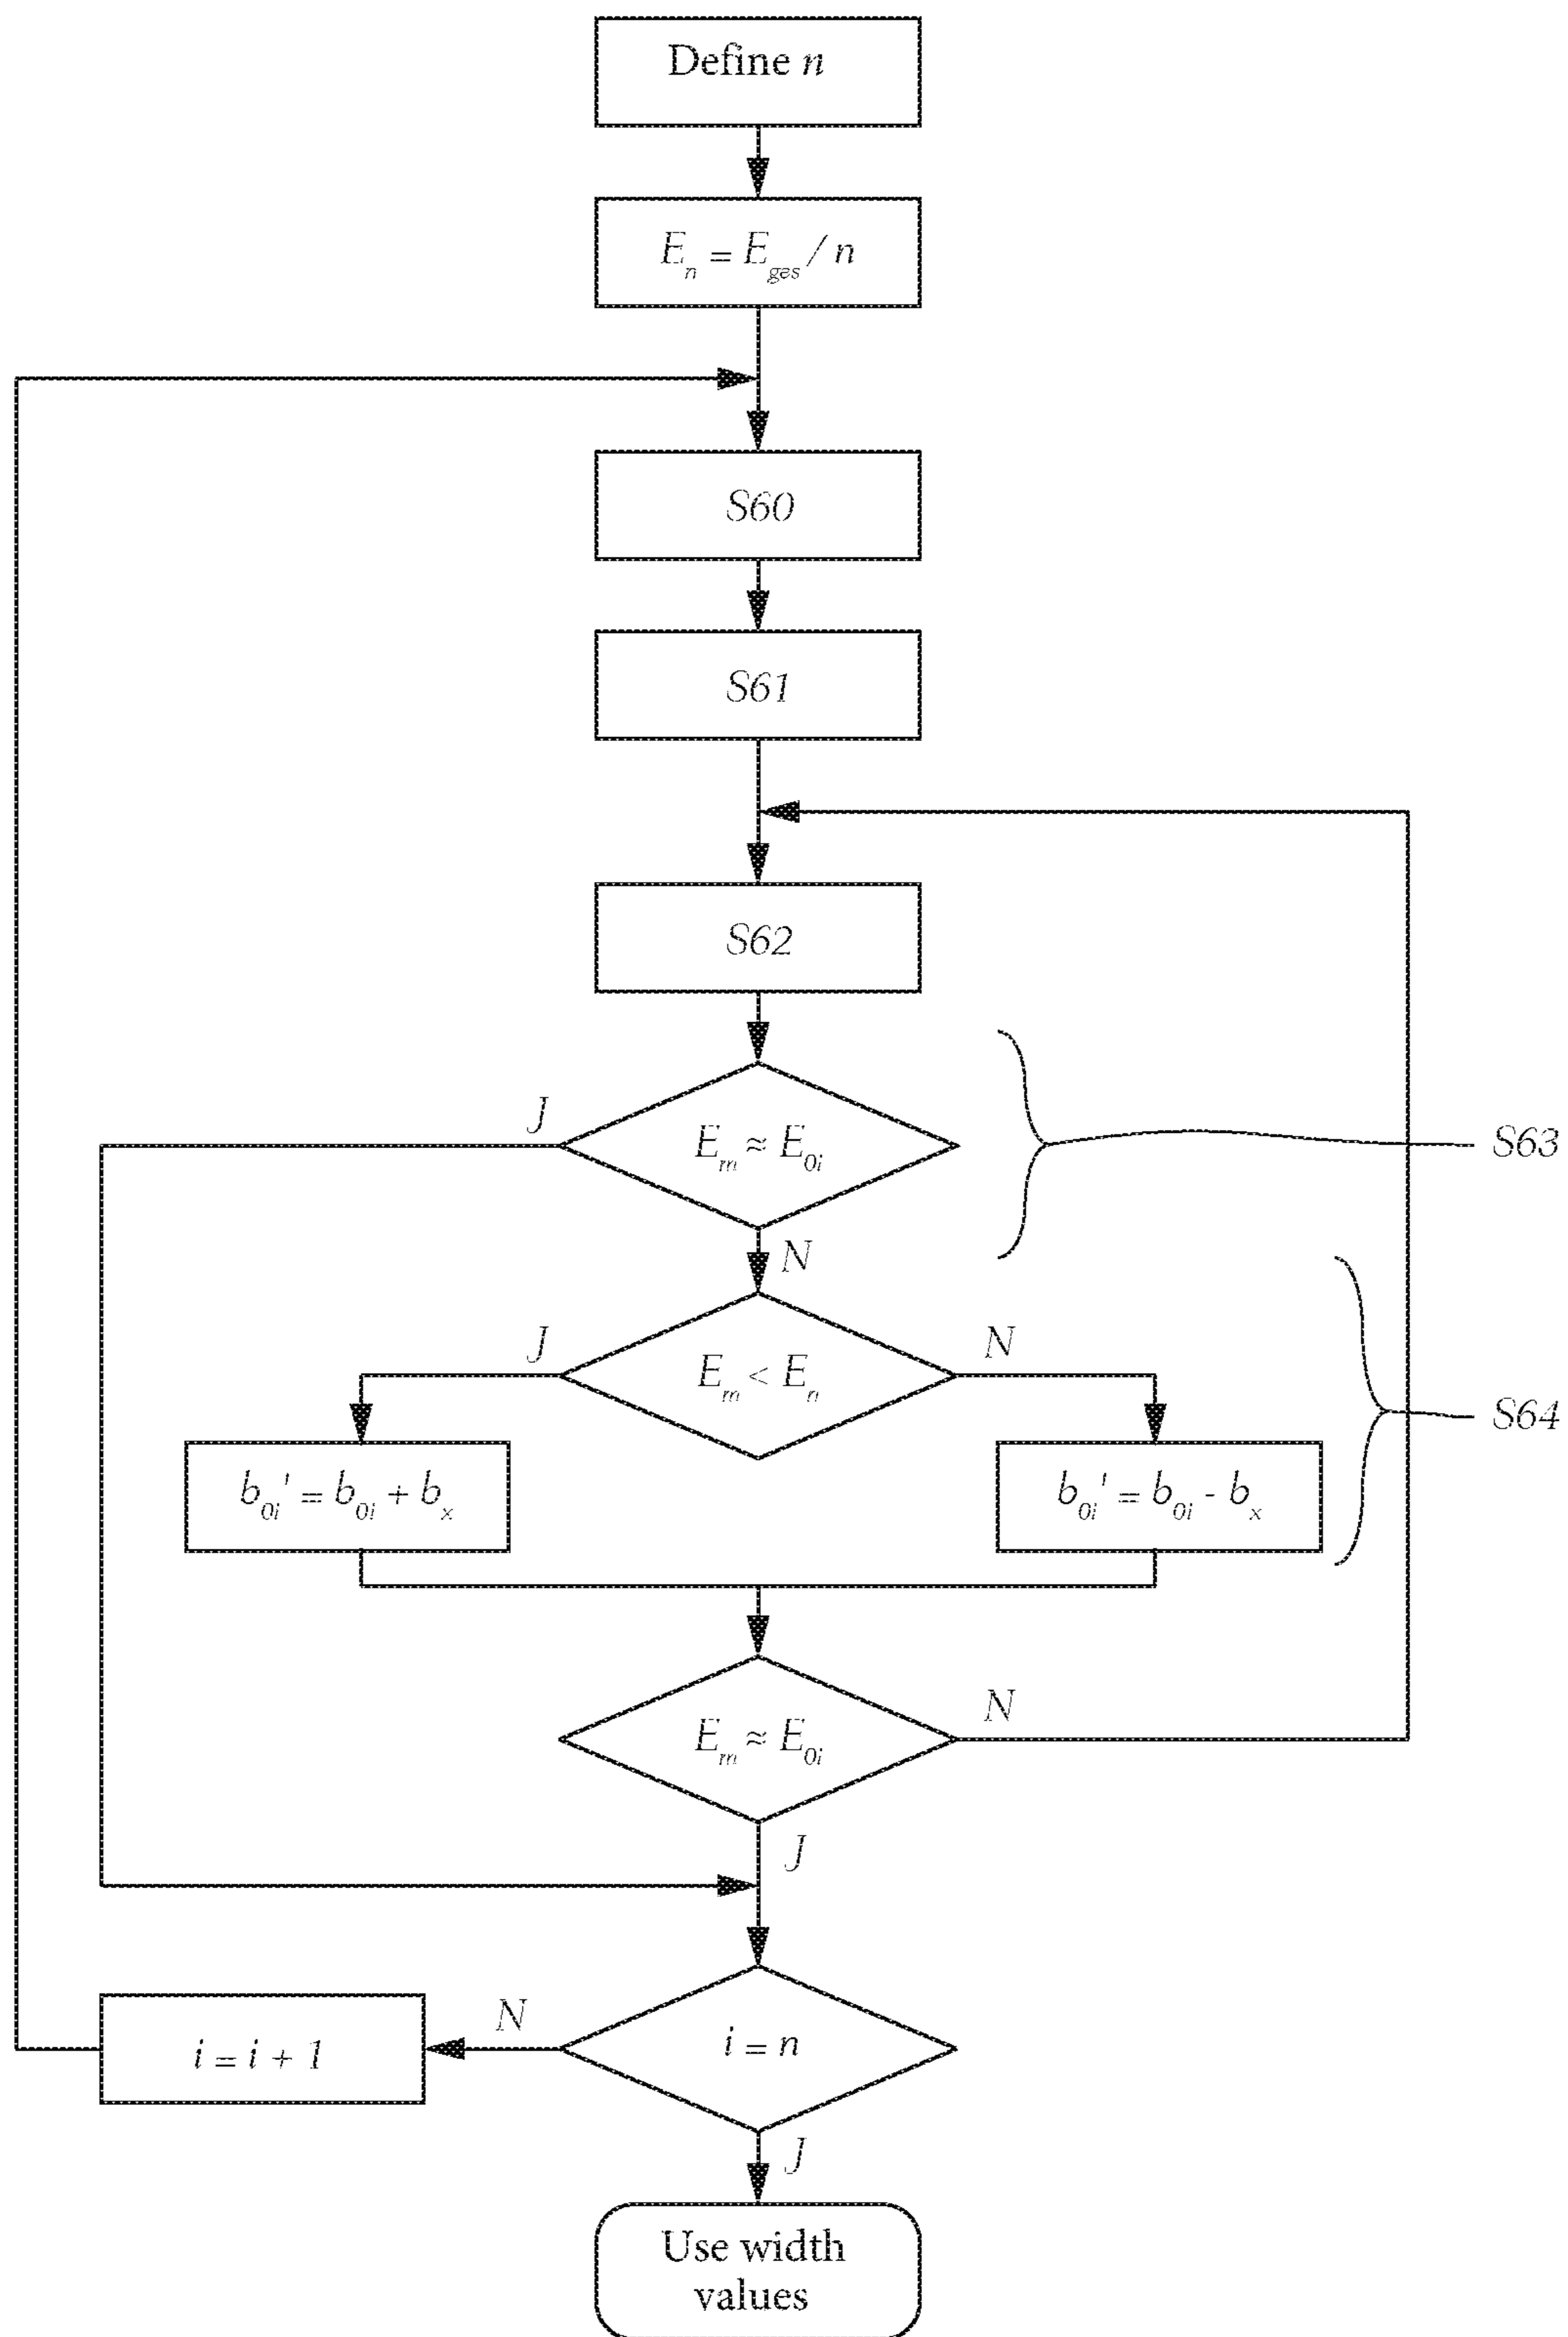 Define n
E_n = E_ges / n
S60
S61
S62
J
E_m ≈ E_0i
S63
N
J
N
E_m < E_n
S64
b_0i' = b_0i + b_x
b_0i' = b_0i - b_x
N
E_m ≈ E_0i
J
N
i = n
i = i + 1
J
Use width
values